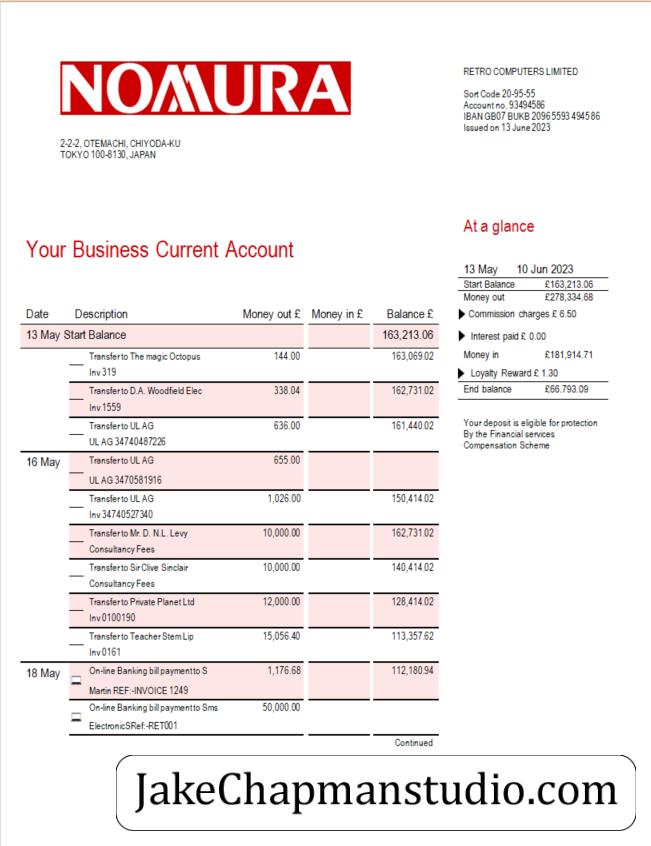 NOMURA
2-2-2, OTEMACHI, CHIYODA-KU
TOKYO 100-8130, JAPAN
RETRO COMPUTERS LIMITED
Sort Code 20-95-55
Account no. 93494586
IBAN GB07 BUKB 2096 5593 4945 86
Issued on 13 June 2023
At a glance
13 May 10 Jun 2023
Start Balance £163,213.06
Money out £278,334.68
Commission charges £ 6.50
Interest paid £ 0.00
Money in £181,914.71
Loyalty Reward £ 1.30
End balance £66.793.09
Your deposit is eligible for protection
By the Financial services
Compensation Scheme
Your Business Current Account
Date Description Money out £ Money in £ Balance £
13 May Start Balance 163,213.06
Transfer to The magic Octopus 144.00 163,069.02
Inv 319
Transfer to D.A. Woodfield Elec 338.04 162,731.02
Inv 1559
Transfer to UL AG 636.00 161,440.02
UL AG 34740487226
16 May Transfer to UL AG 655.00
UL AG 3470581916
Transfer to UL AG 1,026.00 150,414.02
Inv 34740527340
Transfer to Mr. D. N.L. Levy 10,000.00 162,731.02
Consultancy Fees
Transfer to Sir Clive Sinclair 10,000.00 140,414.02
Consultancy Fees
Transfer to Private Planet Ltd 12,000.00 128,414.02
Inv 0100190
Transfer to Teacher Stem Lip 15,056.40 113,357.62
Inv 0161
18 May On-line Banking bill payment to S 1,176.68 112,180.94
Martin REF:-INVOICE 1249
On-line Banking bill payment to Sms 50,000.00
ElectronicSRef:-RET001
Continued
JakeChapmanstudio.com